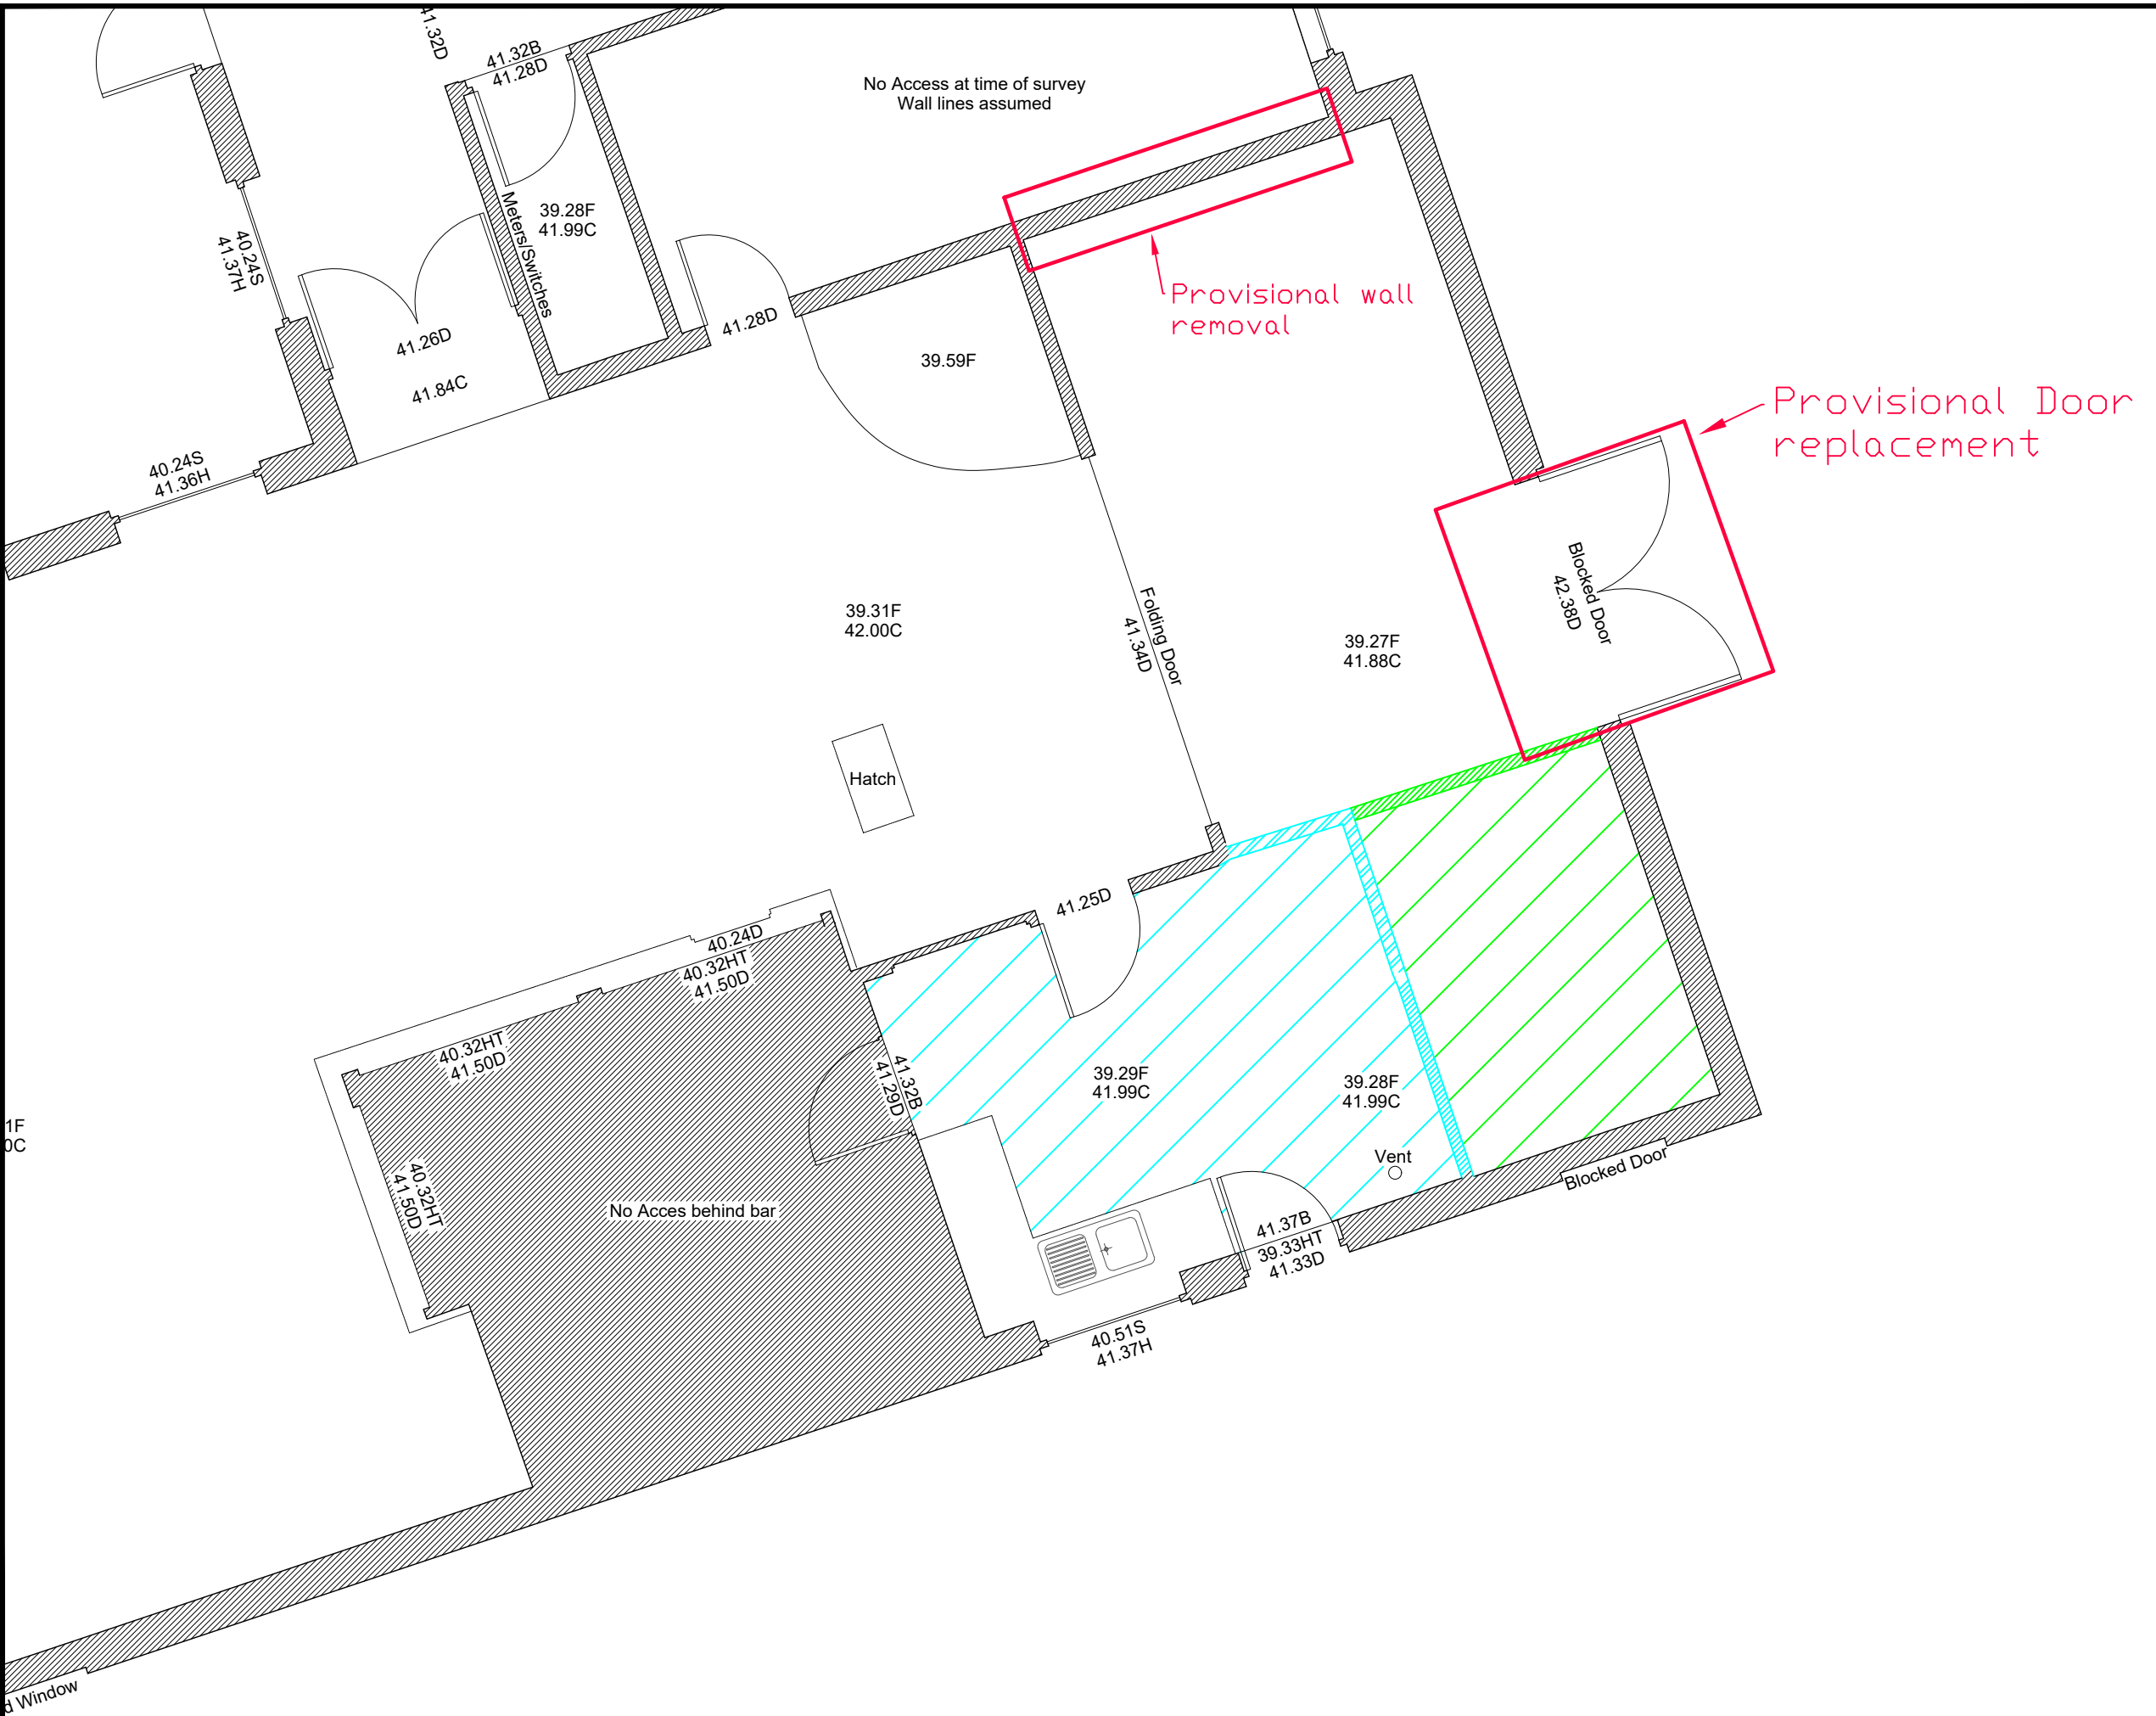 41.32D
41.32B
41.28D
No Access at time of survey
Wall lines assumed
39.28F
41.99C
Meters/Switches
40.24S
41.37H
41.28D
Provisional wall
removal
41.26D
39.59F
41.84C
Provisional Door
replacement
40.24S
41.36H
Blocked Door
42.38D
39.31F
42.00C
Folding Door
41.34D
39.27F
41.88C
Hatch
41.25D
40.24D
40.32HT
41.50D
40.32HT
41.50D
41.32B
41.29D
39.29F
41.99C
39.28F
41.99C
1F
0C
Vent
Blocked Door
40.32HT
41.50D
No Acces behind bar
41.37B
39.33HT
41.33D
40.51S
41.37H
d Window